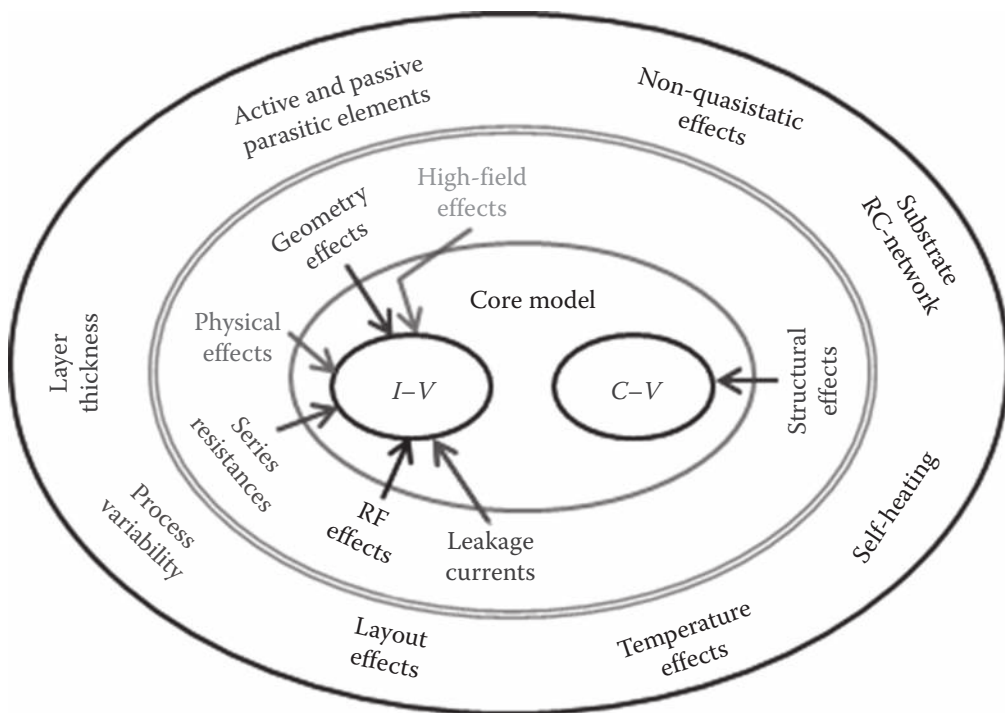 Active and passive
parasitic elements
Non-quasistatic
effects
High-field
effects
Geometry
effects
Substrate
RC-network
Core model
Physical
effects
Layer
thickness
I–V
C–V
Structural
effects
Series
resistances
Process
variability
RF
effects
Leakage
currents
Self-heating
Layout
effects
Temperature
effects